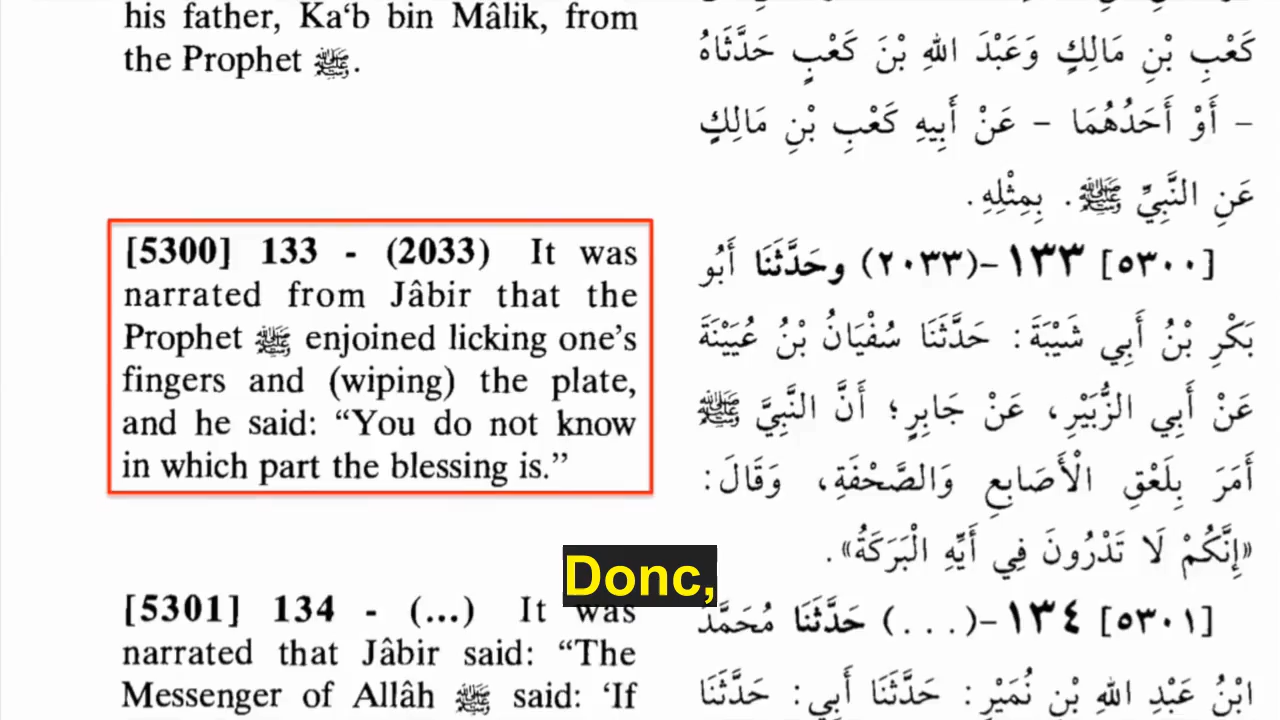 his father, Ka‘b bin Mâlik, from
the Prophet ﷺ.
[5300] 133 - (2033) It was
narrated from Jâbir that the
Prophet ﷺ enjoined licking one’s
fingers and (wiping) the plate,
and he said: “You do not know
in which part the blessing is.”
[5301] 134 - (...) It was
narrated that Jâbir said: “The
Messenger of Allâh ﷺ said: ‘If
كَعْبِ بْنِ مَالِكٍ وَعَبْدَ اللهِ بْنَ كَعْبٍ حَدَّثَاهُ
– أَوْ أَحَدُهُمَا – عَنْ أَبِيهِ كَعْبِ بْنِ مَالِكٍ
عَنِ النَّبِيِّ ﷺ. بِمِثْلِهِ.
[٥٣٠٠] ١٣٣-(٢٠٣٣) وحَدَّثَنَا أَبُو
بَكْرِ بْنُ أَبِي شَيْبَةَ: حَدَّثَنَا سُفْيَانُ بْنُ عُيَيْنَةَ
عَنْ أَبِي الزُّبَيْرِ، عَنْ جَابِرٍ؛ أَنَّ النَّبِيَّ ﷺ
أَمَرَ بِلَعْقِ الْأَصَابِعِ وَالصَّحْفَةِ، وَقَالَ:
«إِنَّكُمْ لَا تَدْرُونَ فِي أَيِّهِ الْبَرَكَةُ».
[٥٣٠١] ١٣٤-(...) حَدَّثَنَا مُحَمَّدُ
ابْنُ عَبْدِ اللهِ بْنِ نُمَيْرٍ: حَدَّثَنَا أَبِي: حَدَّثَنَا
Donc,